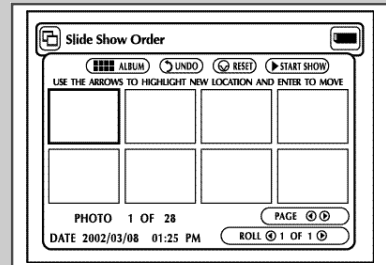 Slide Show Order
ALBUM UNDO RESET START SHOW
USE THE ARROWS TO HIGHLIGHT NEW LOCATION AND ENTER TO MOVE
PHOTO 1 OF 28
PAGE
DATE 2002/03/08 01:25 PM
ROLL 1 OF 1